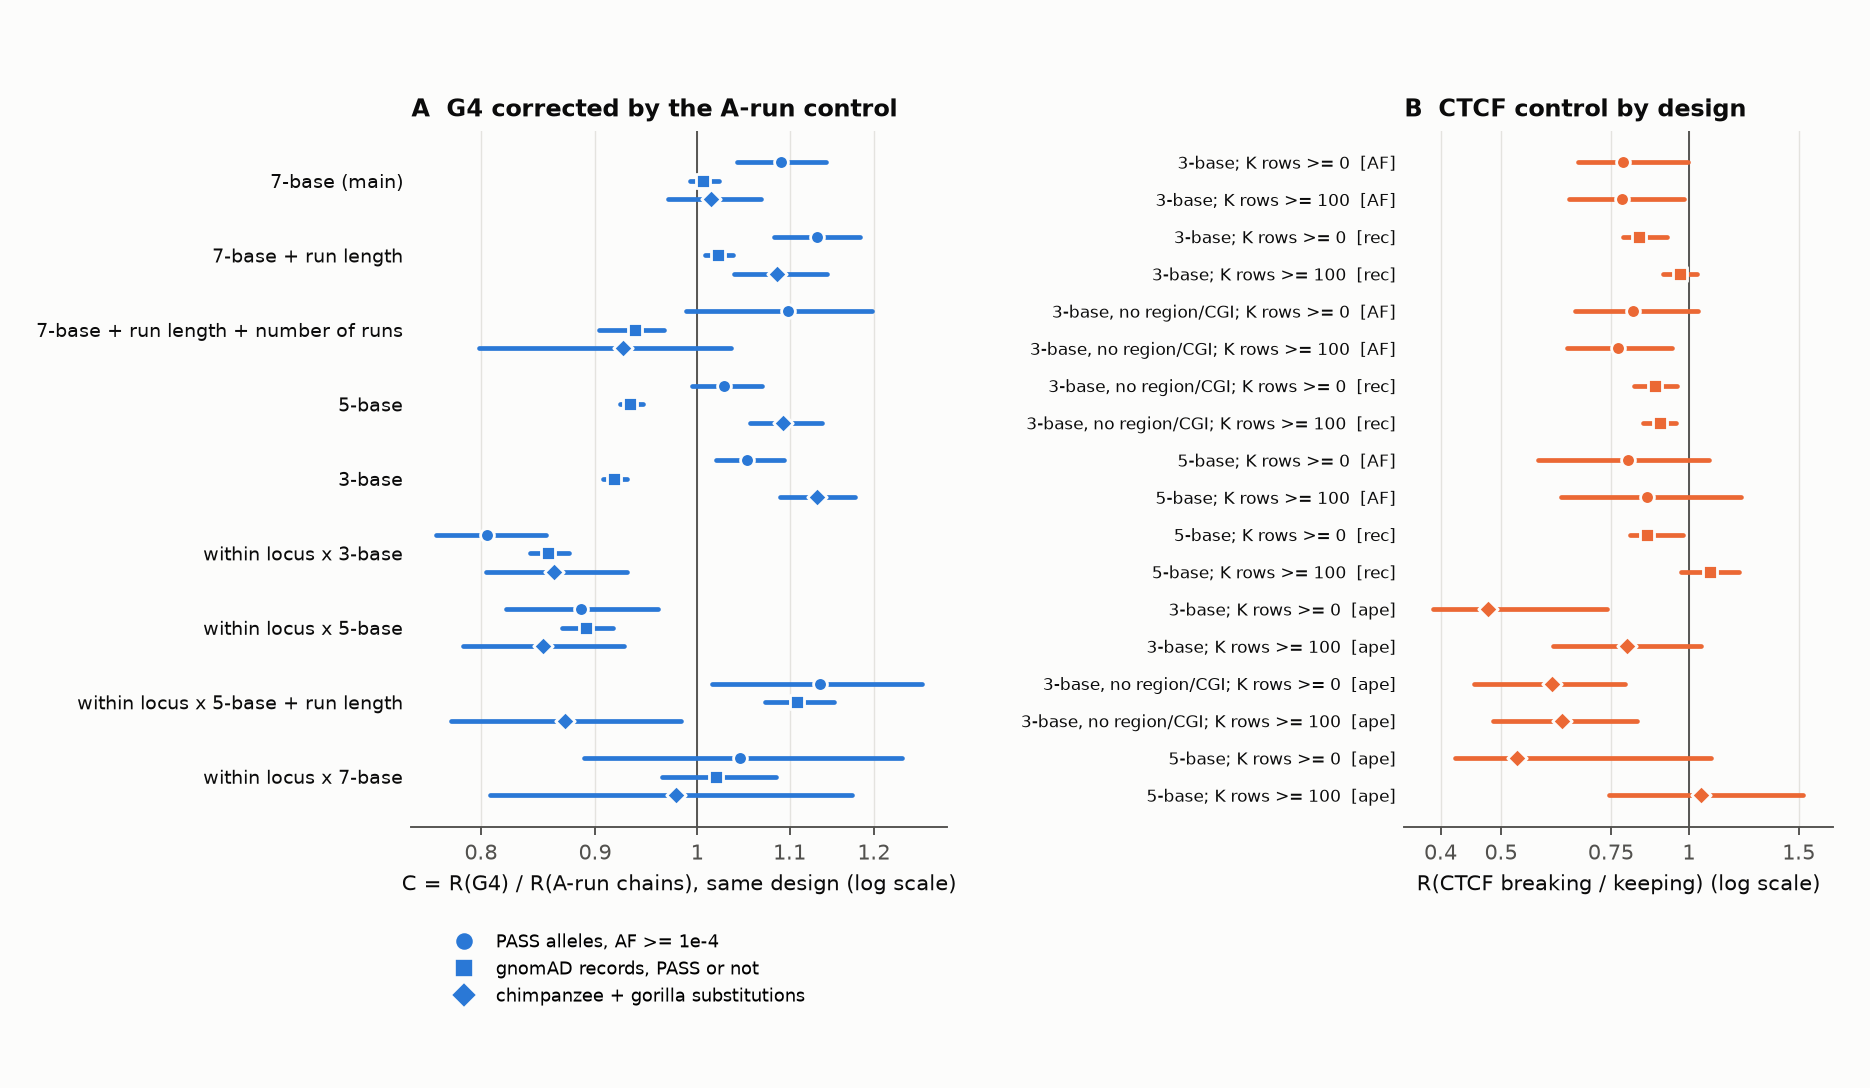 A  G4 corrected by the A-run control
7-base (main)
7-base + run length
7-base + run length + number of runs
5-base
3-base
within locus x 3-base
within locus x 5-base
within locus x 5-base + run length
within locus x 7-base
0.8 0.9 1 1.1 1.2
C = R(G4) / R(A-run chains), same design (log scale)
PASS alleles, AF >= 1e-4
gnomAD records, PASS or not
chimpanzee + gorilla substitutions
B  CTCF control by design
3-base; K rows >= 0  [AF]
3-base; K rows >= 100  [AF]
3-base; K rows >= 0  [rec]
3-base; K rows >= 100  [rec]
3-base, no region/CGI; K rows >= 0  [AF]
3-base, no region/CGI; K rows >= 100  [AF]
3-base, no region/CGI; K rows >= 0  [rec]
3-base, no region/CGI; K rows >= 100  [rec]
5-base; K rows >= 0  [AF]
5-base; K rows >= 100  [AF]
5-base; K rows >= 0  [rec]
5-base; K rows >= 100  [rec]
3-base; K rows >= 0  [ape]
3-base; K rows >= 100  [ape]
3-base, no region/CGI; K rows >= 0  [ape]
3-base, no region/CGI; K rows >= 100  [ape]
5-base; K rows >= 0  [ape]
5-base; K rows >= 100  [ape]
0.4 0.5 0.75 1 1.5
R(CTCF breaking / keeping) (log scale)